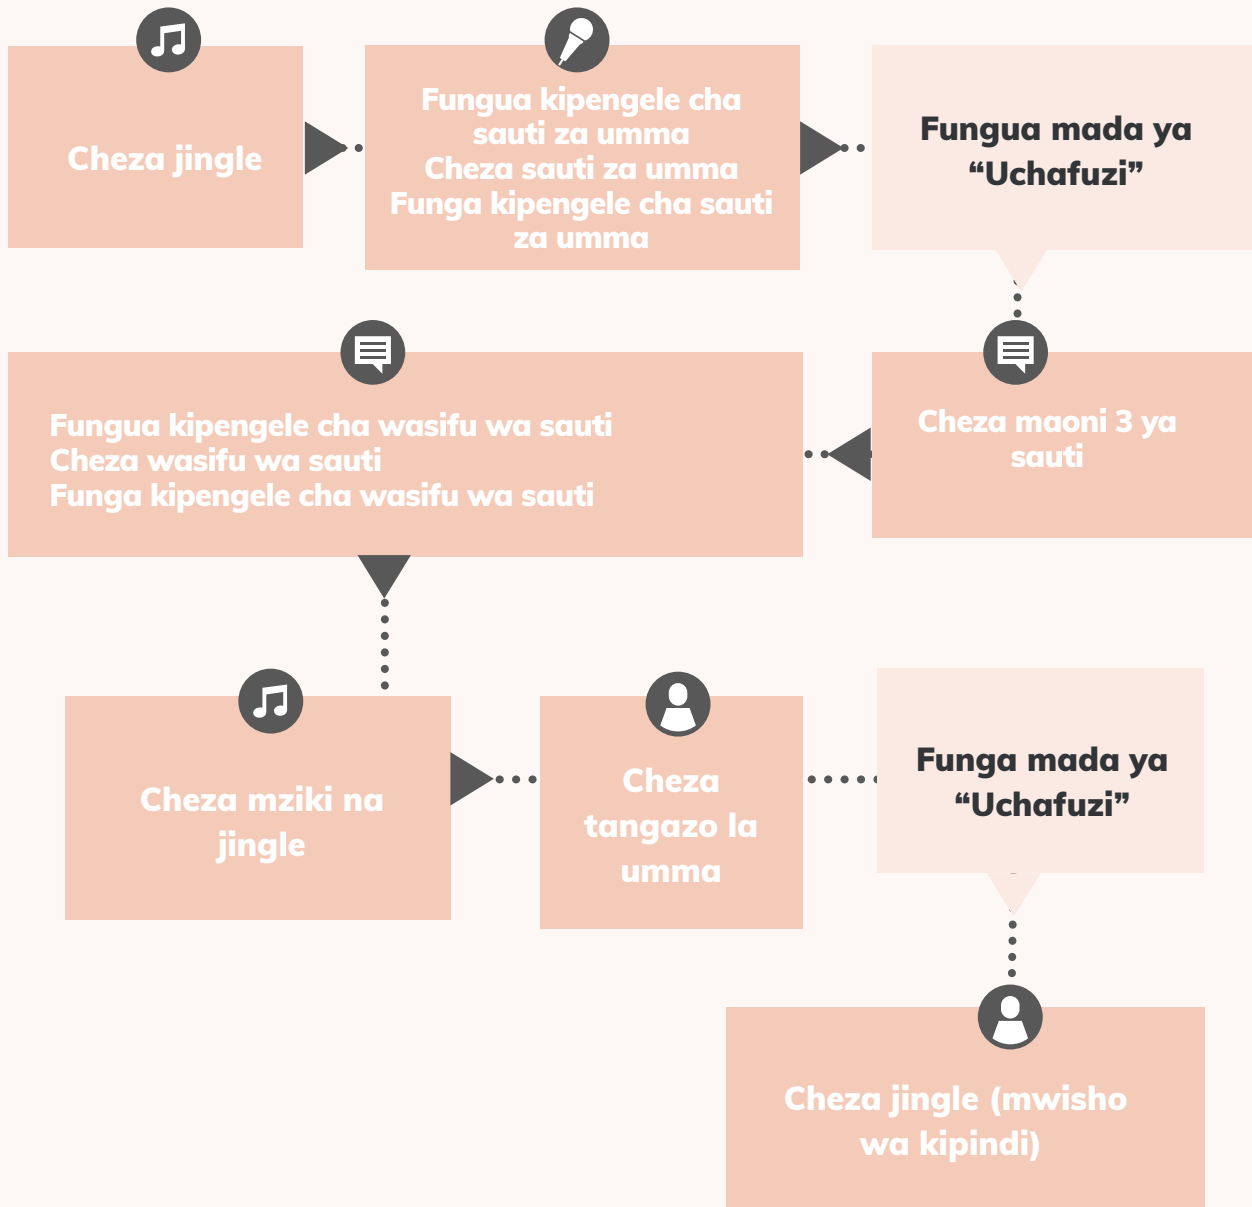 Cheza jingle
Fungua kipengele cha
sauti za umma
Cheza sauti za umma
Funga kipengele cha sauti
za umma
Fungua mada ya
“Uchafuzi”
Cheza maoni 3 ya
sauti
Fungua kipengele cha wasifu wa sauti
Cheza wasifu wa sauti
Funga kipengele cha wasifu wa sauti
Cheza mziki na
jingle
Cheza
tangazo la
umma
Funga mada ya
“Uchafuzi”
Cheza jingle (mwisho
wa kipindi)